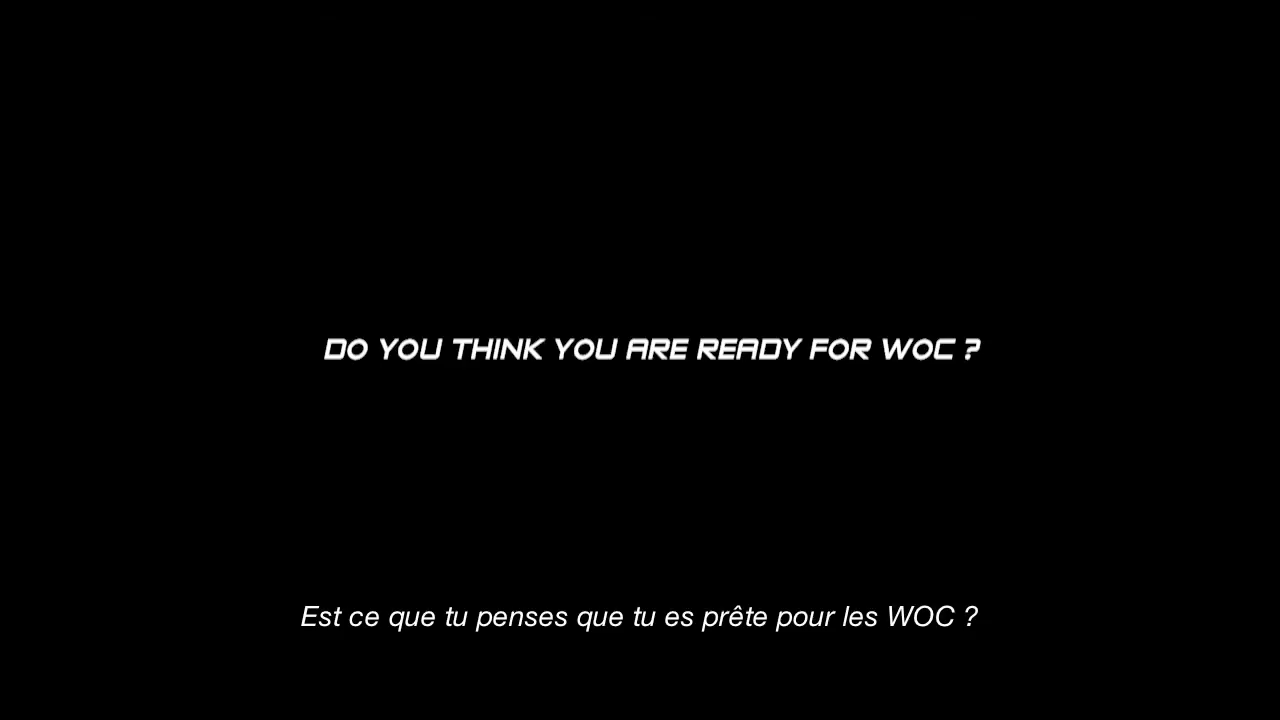 DO YOU THINK YOU ARE READY FOR WOC ?
Est ce que tu penses que tu es prête pour les WOC ?